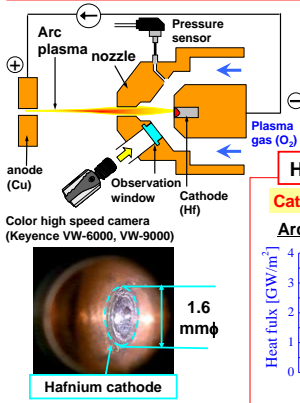 Pressure
sensor
Arc
plasma
nozzle
+
−
anode
(Cu)
Observation
window
Cathode
(Hf)
Plasma
gas (O₂)
Color high speed camera
(Keyence VW-6000, VW-9000)
1.6
mmϕ
Hafnium cathode
H
Cat
Arc
Heat fulx [GW/m²]
4
3
2
1
0